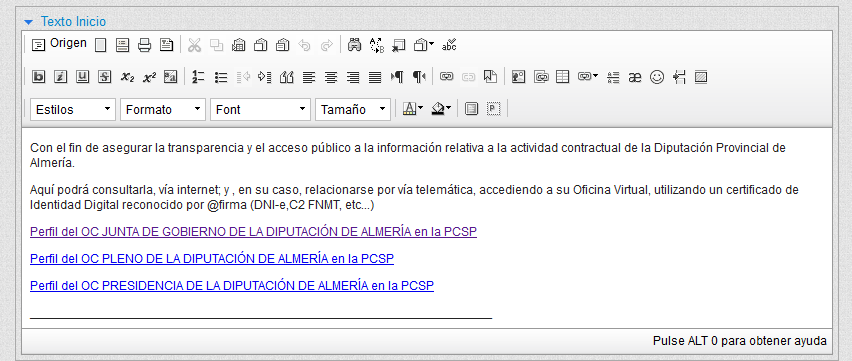 Texto Inicio
Origen
Estilos Formato Font Tamaño
Con el fin de asegurar la transparencia y el acceso público a la información relativa a la actividad contractual de la Diputación Provincial de
Almería.
Aquí podrá consultarla, vía internet; y , en su caso, relacionarse por vía telemática, accediendo a su Oficina Virtual, utilizando un certificado de
Identidad Digital reconocido por @firma (DNI-e,C2 FNMT, etc...)
Perfil del OC JUNTA DE GOBIERNO DE LA DIPUTACIÓN DE ALMERÍA en la PCSP
Perfil del OC PLENO DE LA DIPUTACIÓN DE ALMERÍA en la PCSP
Perfil del OC PRESIDENCIA DE LA DIPUTACIÓN DE ALMERÍA en la PCSP
Pulse ALT 0 para obtener ayuda